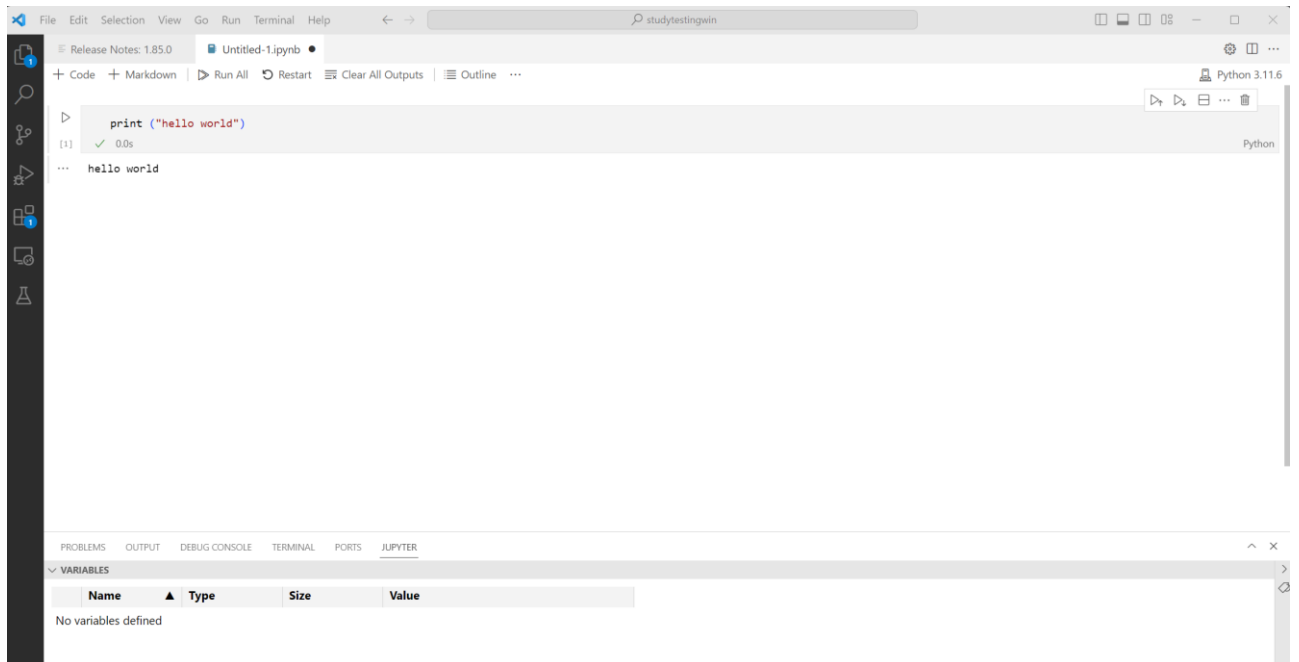 File Edit Selection View Go Run Terminal Help studytestingwin
Release Notes: 1.85.0 Untitled-1.ipynb
Code Markdown Run All Restart Clear All Outputs Outline ... Python 3.11.6
print ("hello world")
[1] 0.0s Python
... hello world
PROBLEMS OUTPUT DEBUG CONSOLE TERMINAL PORTS JUPYTER
VARIABLES
Name Type Size Value
No variables defined
1
1